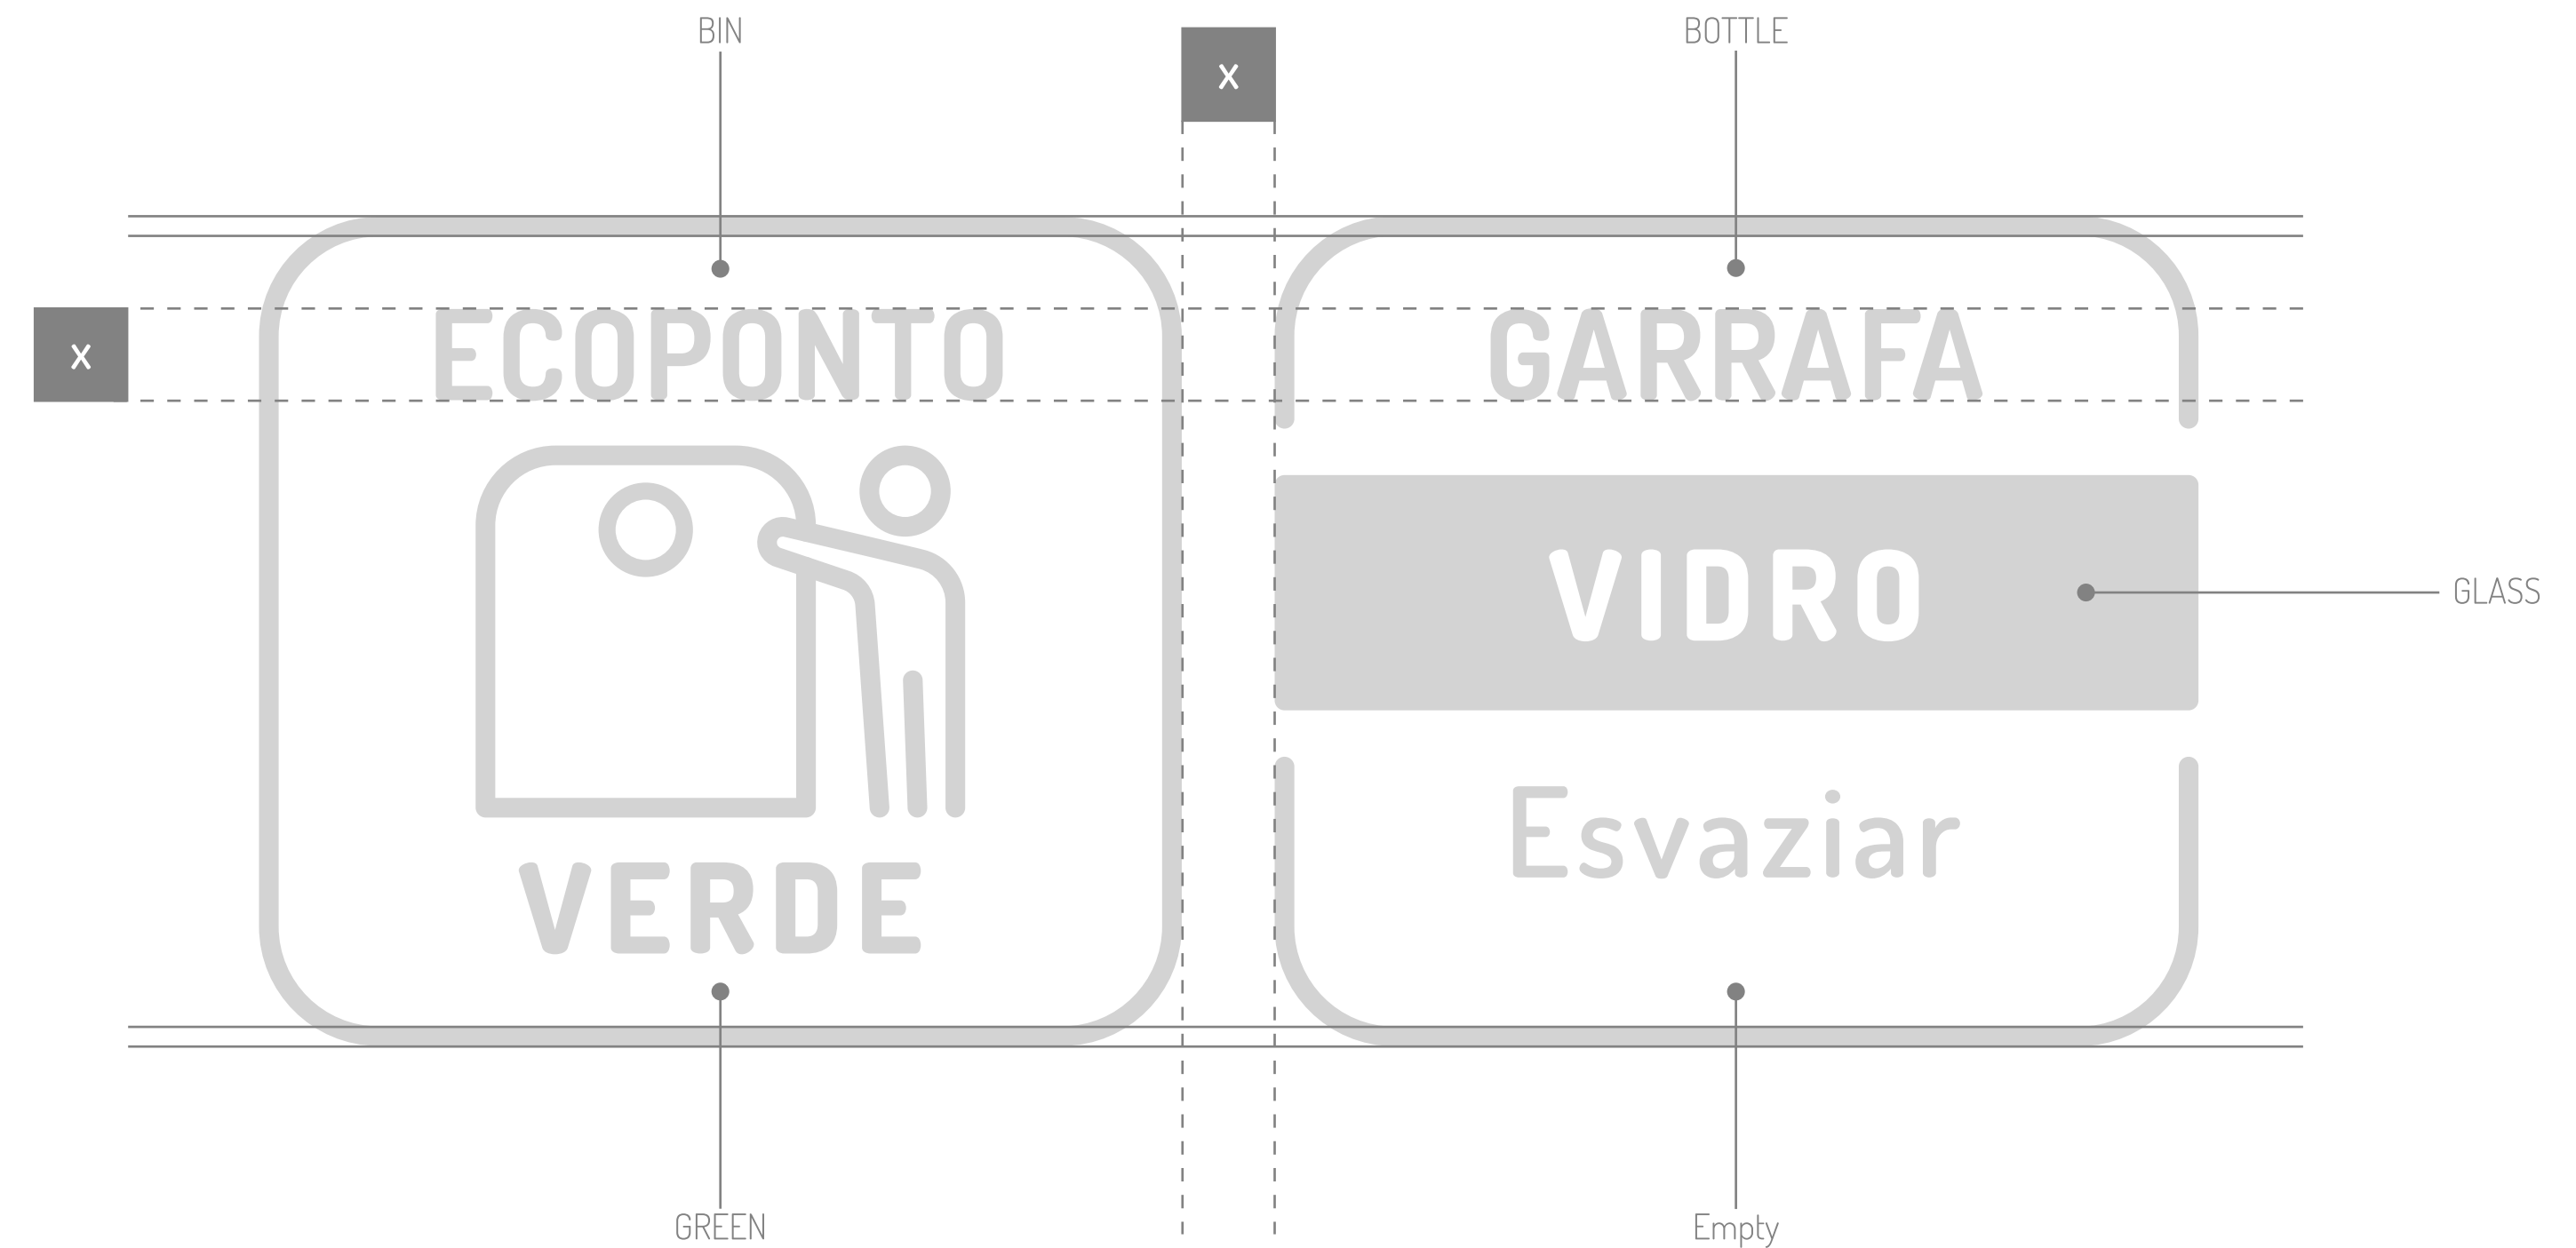 BIN
BOTTLE
X
X
ECOPONTO
GARRAFA
VIDRO
GLASS
Esvaziar
VERDE
GREEN
Empty